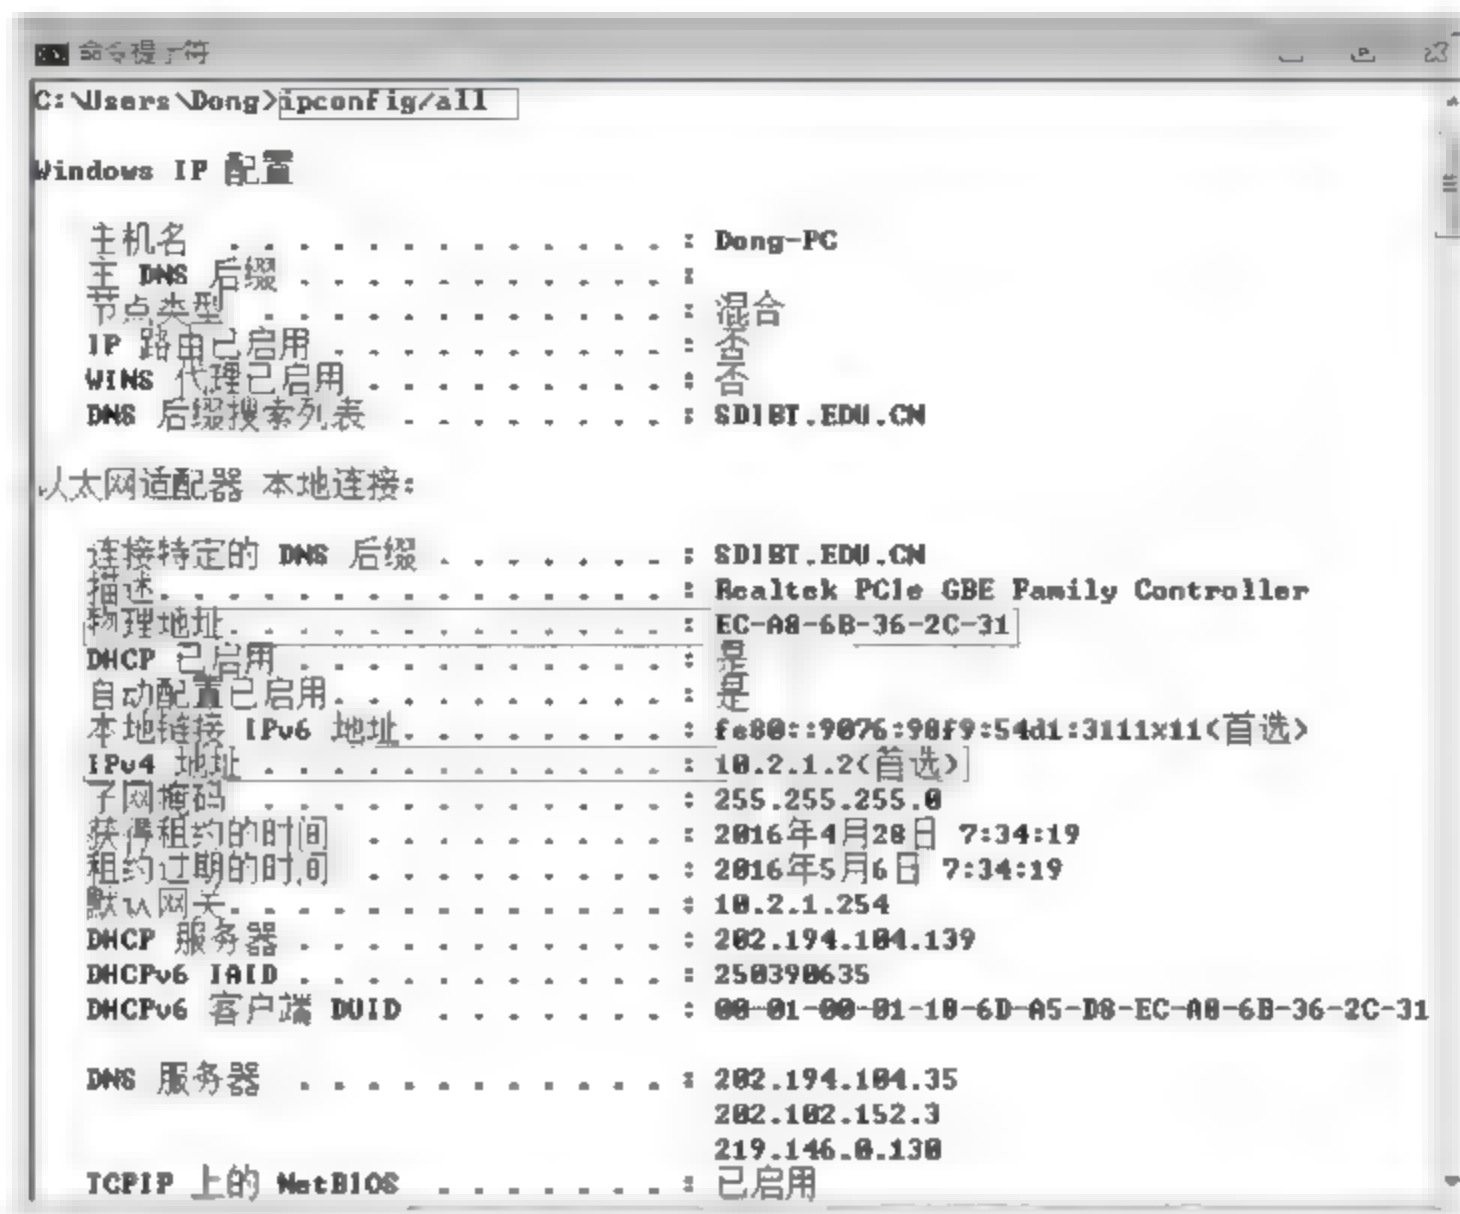 命令提示符
C:\Users\Dong>ipconfig/all
Windows IP 配置
主机名 . . . . . . . . . . . . . : Dong-PC
主 DNS 后缀 . . . . . . . . . . . :
节点类型 . . . . . . . . . . . . : 混合
IP 路由已启用 . . . . . . . . . . : 否
WINS 代理已启用 . . . . . . . . . : 否
DNS 后缀搜索列表 . . . . . . . . : SDIBT.EDU.CN
以太网适配器 本地连接:
连接特定的 DNS 后缀 . . . . . . . : SDIBT.EDU.CN
描述. . . . . . . . . . . . . . . : Realtek PCIe GBE Family Controller
物理地址. . . . . . . . . . . . . : EC-A8-6B-36-2C-31
DHCP 已启用 . . . . . . . . . . . : 是
自动配置已启用. . . . . . . . . . : 是
本地链接 IPv6 地址. . . . . . . . : fe80::9076:98f9:54d1:3111%11(首选)
IPv4 地址 . . . . . . . . . . . . : 10.2.1.2(首选)
子网掩码 . . . . . . . . . . . . : 255.255.255.0
获得租约的时间 . . . . . . . . . : 2016年4月28日 7:34:19
租约过期的时间 . . . . . . . . . : 2016年5月6日 7:34:19
默认网关. . . . . . . . . . . . . : 10.2.1.254
DHCP 服务器 . . . . . . . . . . . : 202.194.104.139
DHCPv6 IAID . . . . . . . . . . . : 250390635
DHCPv6 客户端 DUID . . . . . . . : 00-01-00-01-18-6D-A5-D8-EC-A8-6B-36-2C-31
DNS 服务器 . . . . . . . . . . . : 202.194.104.35
202.102.152.3
219.146.0.130
TCPIP 上的 NetBIOS . . . . . . . : 已启用